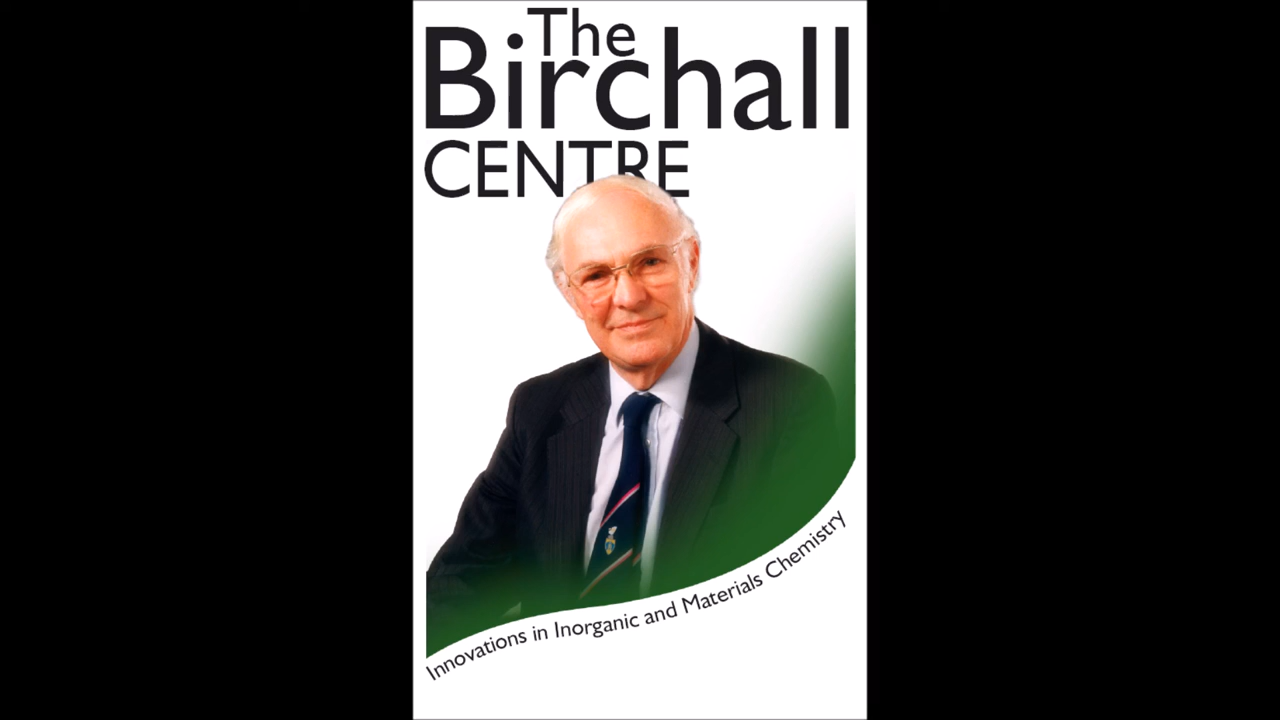 The
Birchall
CENTRE
Innovations in Inorganic and Materials Chemistry